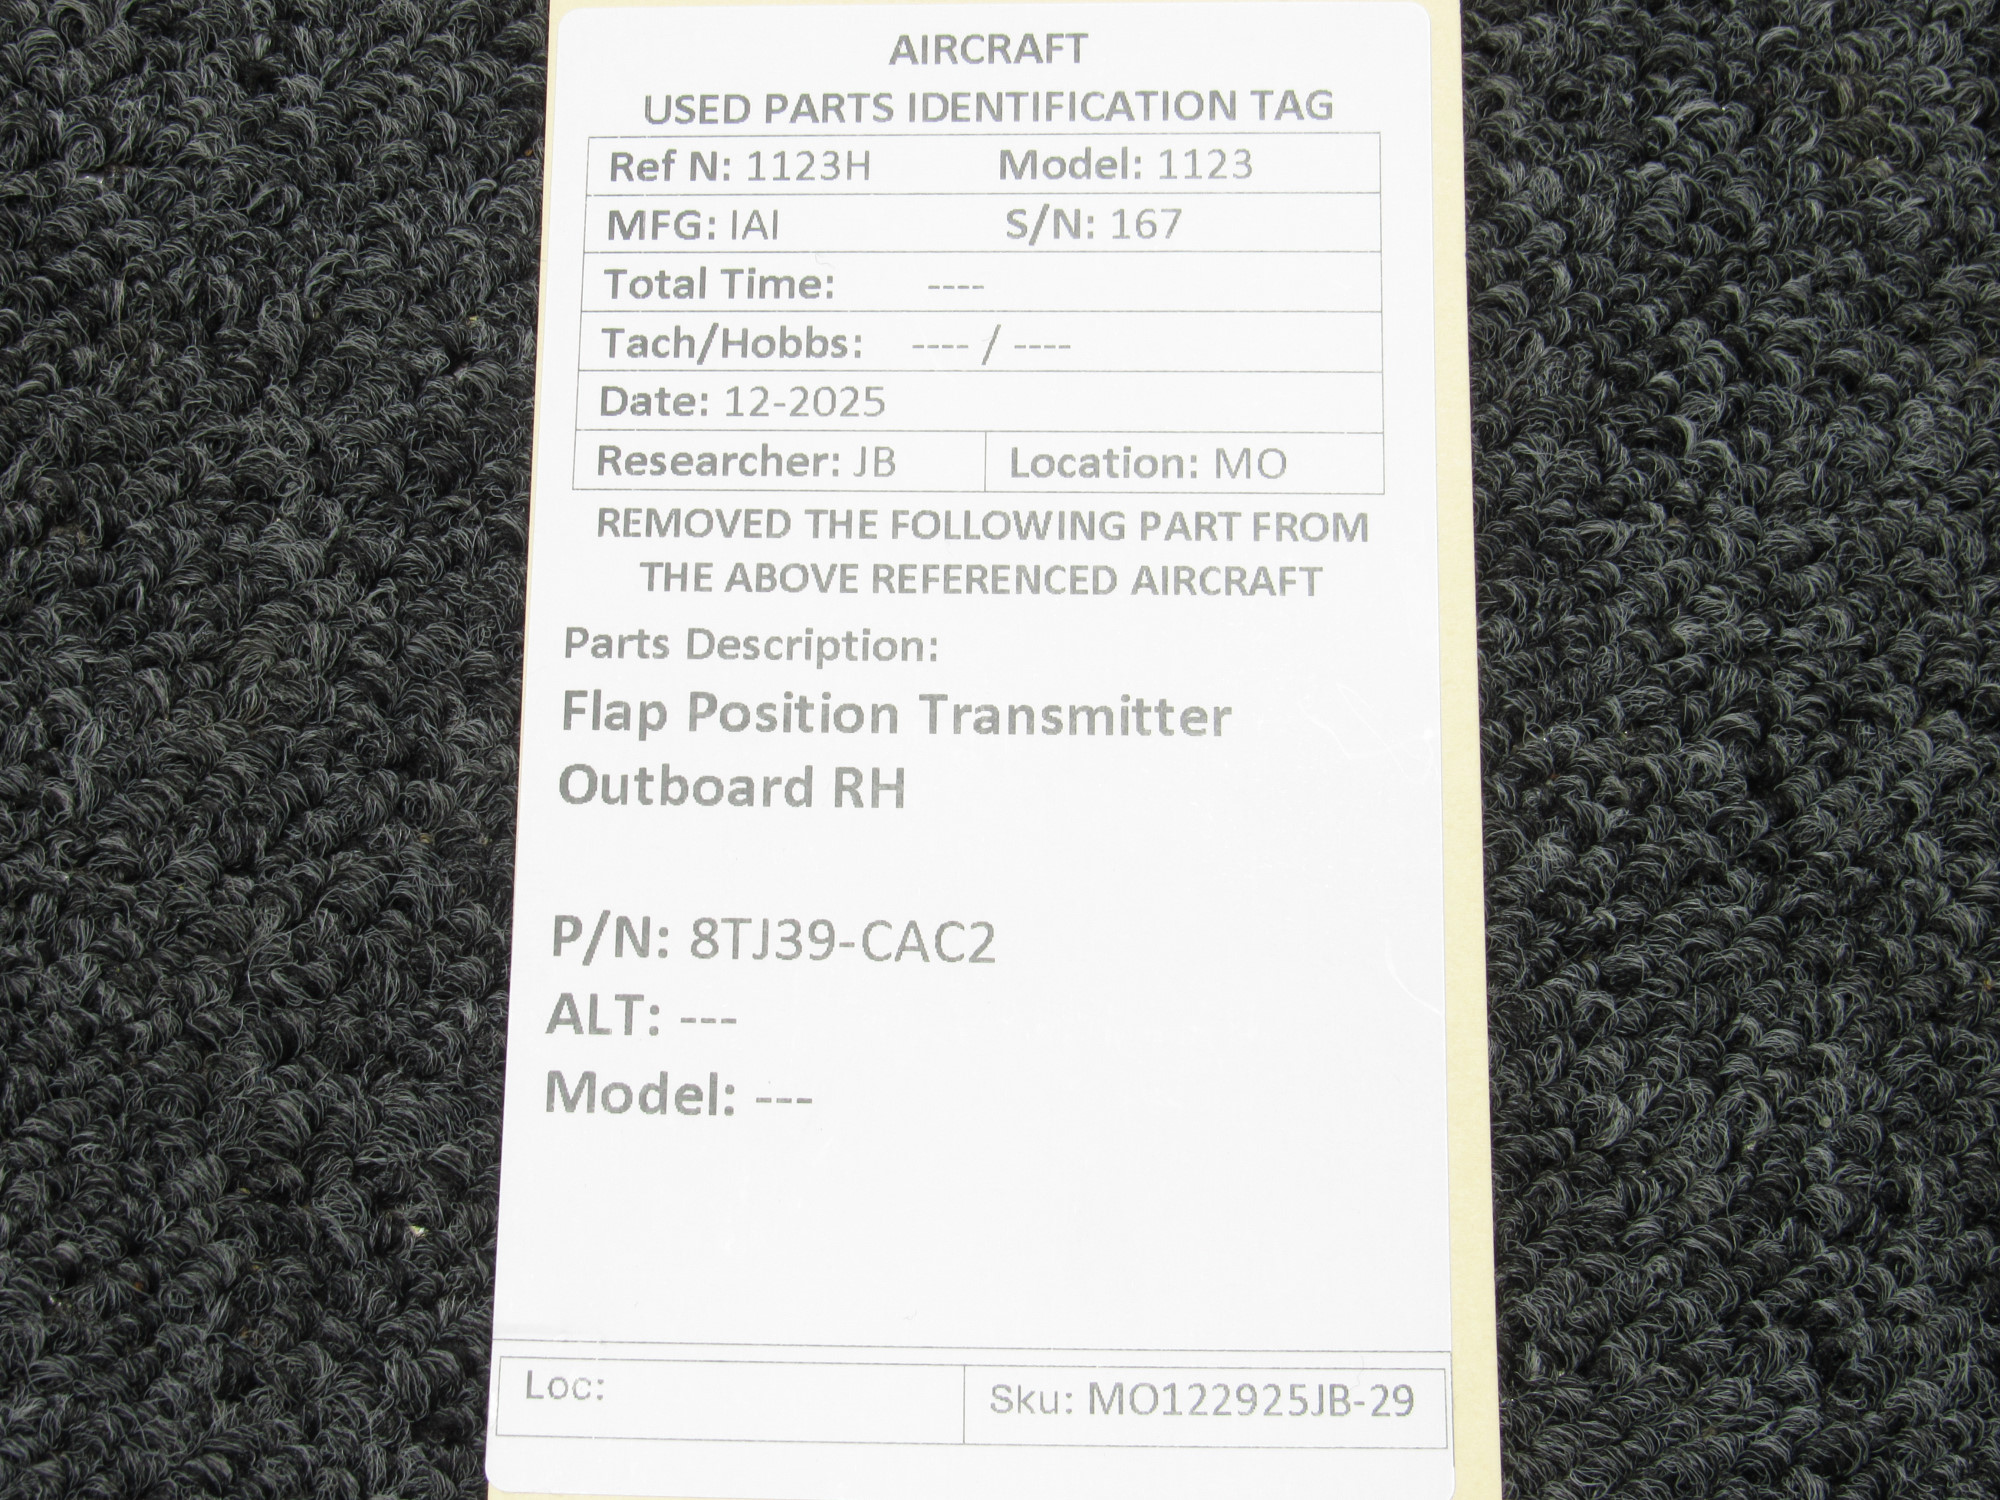 AIRCRAFT
USED PARTS IDENTIFICATION TAG
Ref N: 1123H Model: 1123
MFG: IAI S/N: 167
Total Time: ----
Tach/Hobbs: ---- / ----
Date: 12-2025
Researcher: JB Location: MO
REMOVED THE FOLLOWING PART FROM
THE ABOVE REFERENCED AIRCRAFT
Parts Description:
Flap Position Transmitter
Outboard RH
P/N: 8TJ39-CAC2
ALT: ---
Model: ---
Loc: Sku: MO122925JB-29